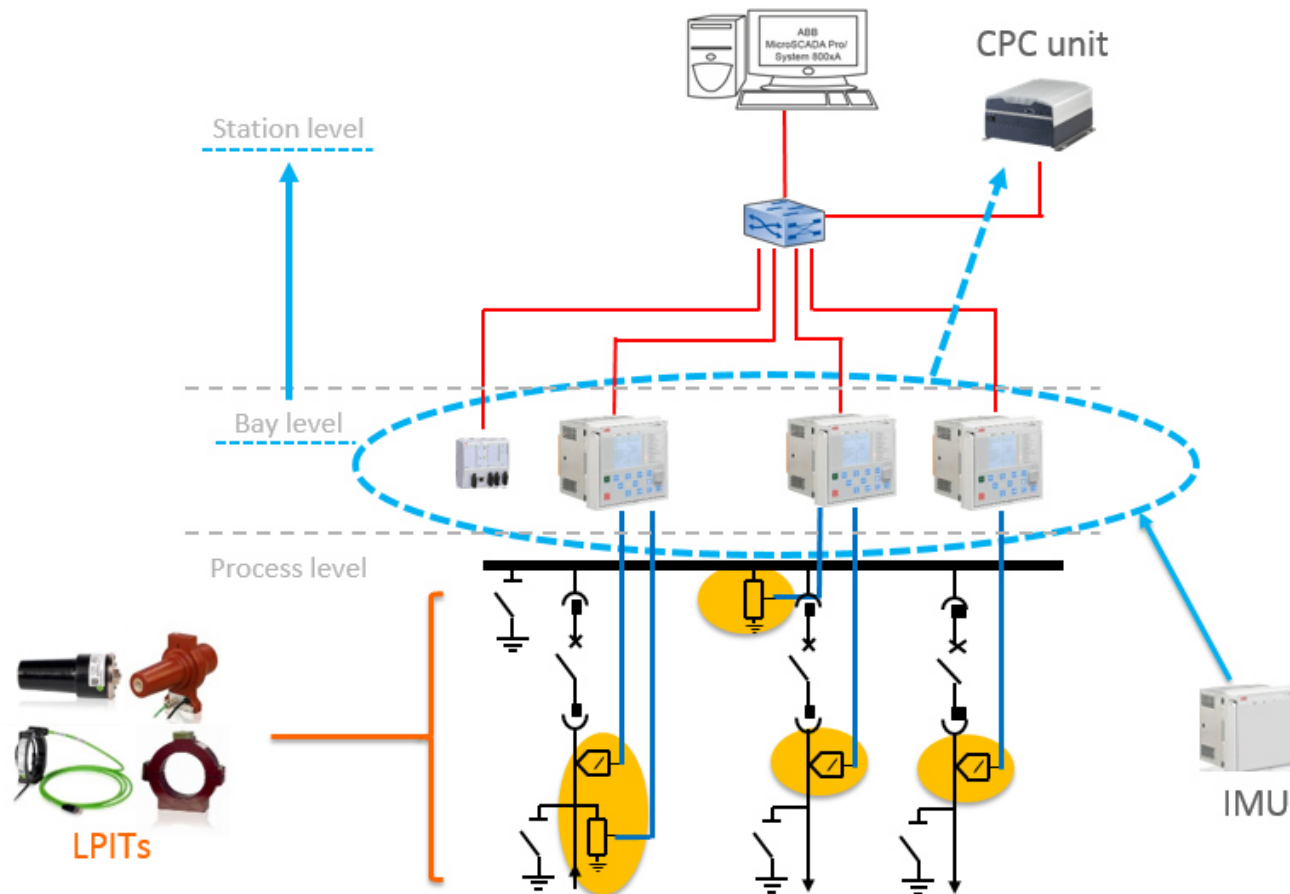 ABB
MicroSCADA Pro/
System 800xA
CPC unit
Station level
Bay level
Process level
LPITs
IMU